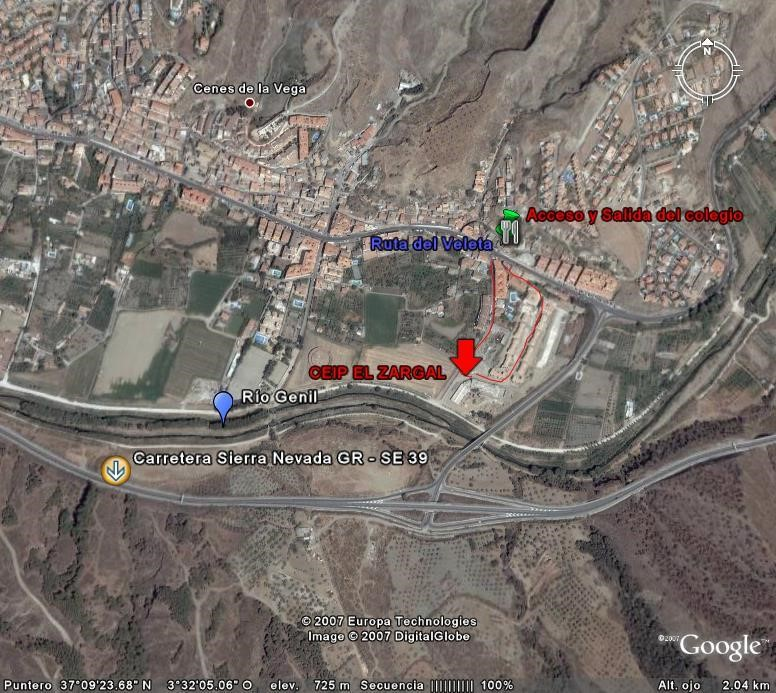 N
Cenes de la Vega
Acceso y Salida del colegio
Ruta del Veleta
CEIP EL ZARGAL
Río Genil
Carretera Sierra Nevada GR - SE 39
© 2007 Europa Technologies
Image © 2007 DigitalGlobe
©2007 Google™
Puntero 37°09'23.68" N 3°32'05.06" O elev. 725 m Secuencia |||||||||| 100% Alt. ojo 2.04 km